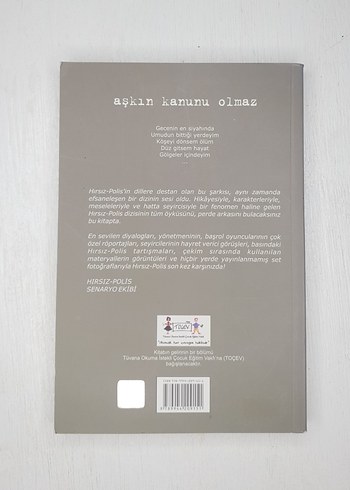 aşkın kanunu olmaz
Gecenin en siyahında
Umudun bittiği yerdeyim
Köşeyi dönsem ölüm
Düz gitsem hayat
Gölgeler içindeyim
Hırsız-Polis'in dillere destan olan bu şarkısı, aynı zamanda
efsaneleşen bir dizinin sesi oldu. Hikâyesiyle, karakterleriyle,
meseleleriyle ve hatta seyircisiyle bir fenomen haline gelen
Hırsız-Polis dizisinin tüm öyküsünü, perde arkasını bulacaksınız
bu kitapta.
En sevilen diyalogları, yönetmeninin, başrol oyuncularının çok
özel röportajları, seyircilerinin hayret verici görüşleri, basındaki
Hırsız-Polis tartışmaları, çekim sırasında kullanılan
materyallerin görüntüleri ve hiçbir yerde yayınlanmamış set
fotoğraflarıyla Hırsız-Polis son kez karşınızda!
HIRSIZ-POLİS
SENARYO EKİBİ
TOÇEV
Kitabın gelirinin bir bölümü
Tüvana Okuma İstekli Çocuk Eğitim Vakfı'na (TOÇEV)
bağışlanacaktır.